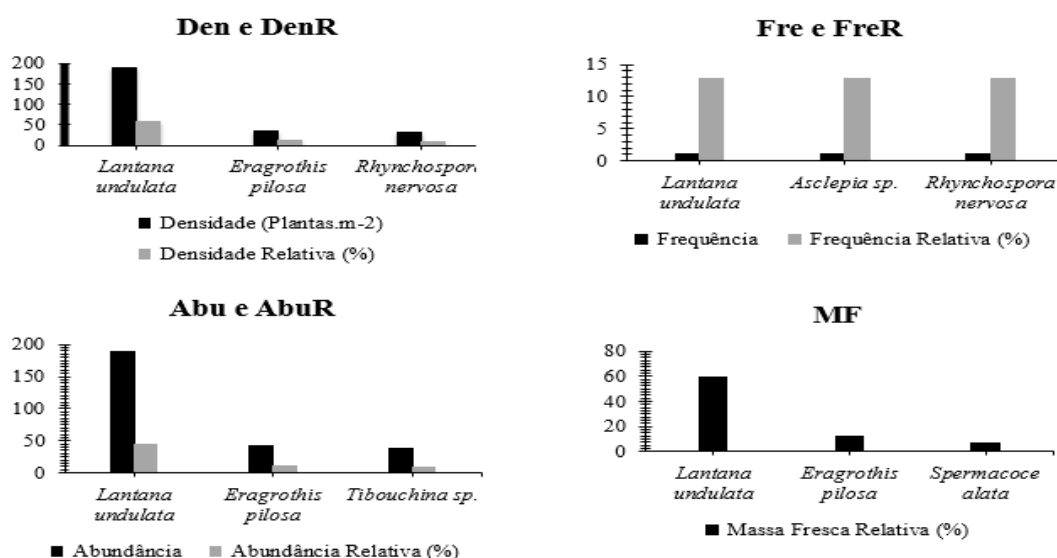 Den e DenR
200
150
100
50
0
Lantana
undulata
Eragrothis
pilosa
Rhynchospora
nervosa
Densidade (Plantas.m-2)
Densidade Relativa (%)
Fre e FreR
15
10
5
0
Lantana
undulata
Asclepia sp.
Rhynchospora
nervosa
Frequência
Frequência Relativa (%)
Abu e AbuR
200
150
100
50
0
Lantana
undulata
Eragrothis
pilosa
Tibouchina sp.
Abundância
Abundância Relativa (%)
MF
80
60
40
20
0
Lantana
undulata
Eragrothis
pilosa
Spermacoce
alata
Massa Fresca Relativa (%)